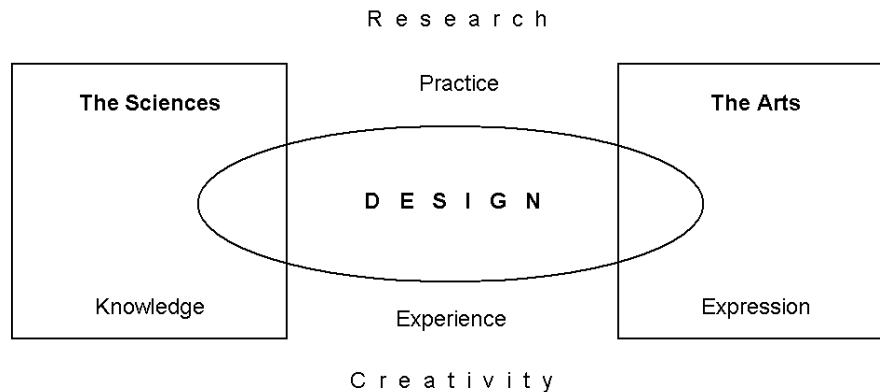 Research
Practice
The Sciences
The Arts
DESIGN
Knowledge
Expression
Experience
Creativity